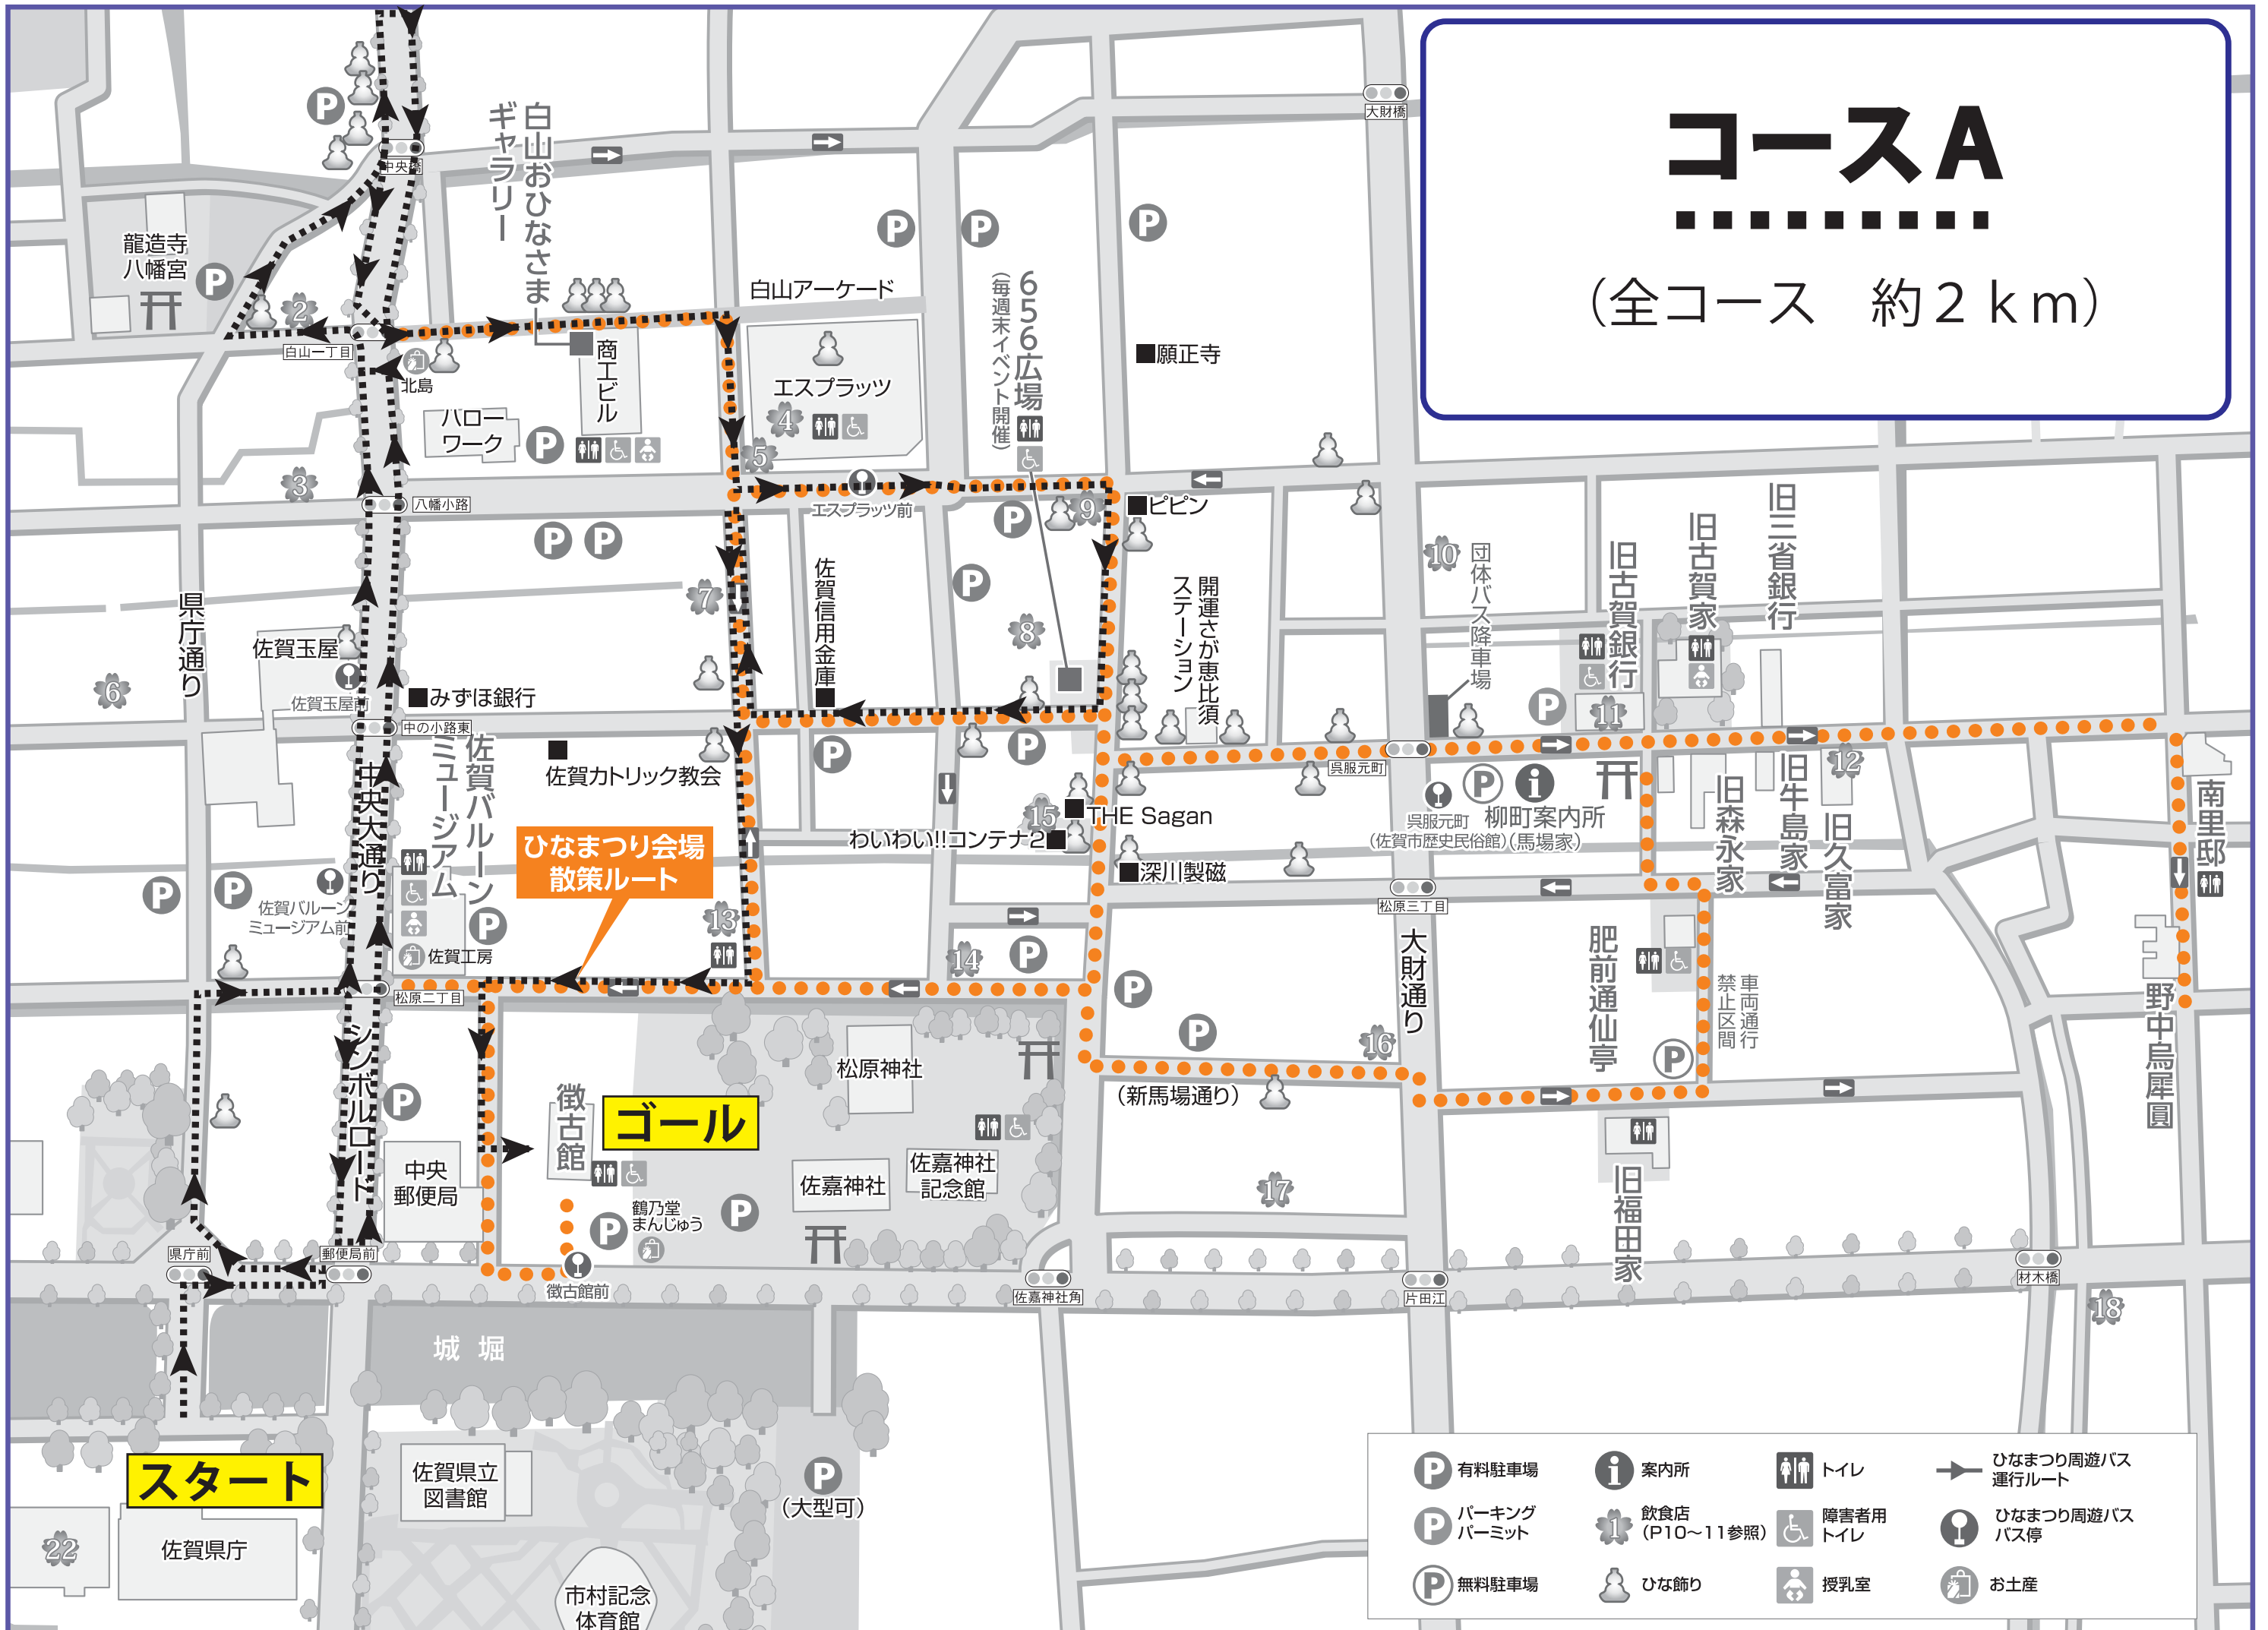 コースA
（全コース　約２ｋｍ）
大財橋
中央橋
白山おひなさま
ギャラリー
龍造寺
八幡宮
2
白山一丁目
北島
ハロー
ワーク
商工ビル
白山アーケード
エスプラッツ
4
5
エスプラッツ前
656広場
（毎週末イベント開催）
願正寺
3
八幡小路
9
ピピン
県庁通り
佐賀玉屋
佐賀玉屋前
6
みずほ銀行
中の小路東
7
佐賀信用金庫
8
開運さが恵比須
ステーション
10
団体バス降車場
旧古賀銀行
11
旧古賀家
旧三省銀行
佐賀カトリック教会
佐賀バルーン
ミュージアム
中央大通り
ひなまつり会場
散策ルート
15
THE Sagan
わいわい!!コンテナ2
深川製磁
呉服元町
呉服元町
（佐賀市歴史民俗館）
柳町案内所
（馬場家）
旧森永家
旧牛島家
12
旧久富家
南里邸
佐賀バルーン
ミュージアム前
佐賀工房
松原二丁目
13
14
松原三丁目
大財通り
肥前通仙亭
車両通行
禁止区間
野中烏犀圓
シンボルロード
松原神社
16
（新馬場通り）
徴古館
ゴール
中央
郵便局
佐嘉神社
佐嘉神社
記念館
17
旧福田家
鶴乃堂
まんじゅう
県庁前
郵便局前
徴古館前
佐嘉神社角
片田江
材木橋
18
城堀
スタート
佐賀県庁
22
佐賀県立
図書館
市村記念
体育館
（大型可）
有料駐車場
案内所
トイレ
ひなまつり周遊バス
運行ルート
パーキング
パーミット
1
飲食店
（P10〜11参照）
障害者用
トイレ
ひなまつり周遊バス
バス停
無料駐車場
ひな飾り
授乳室
お土産